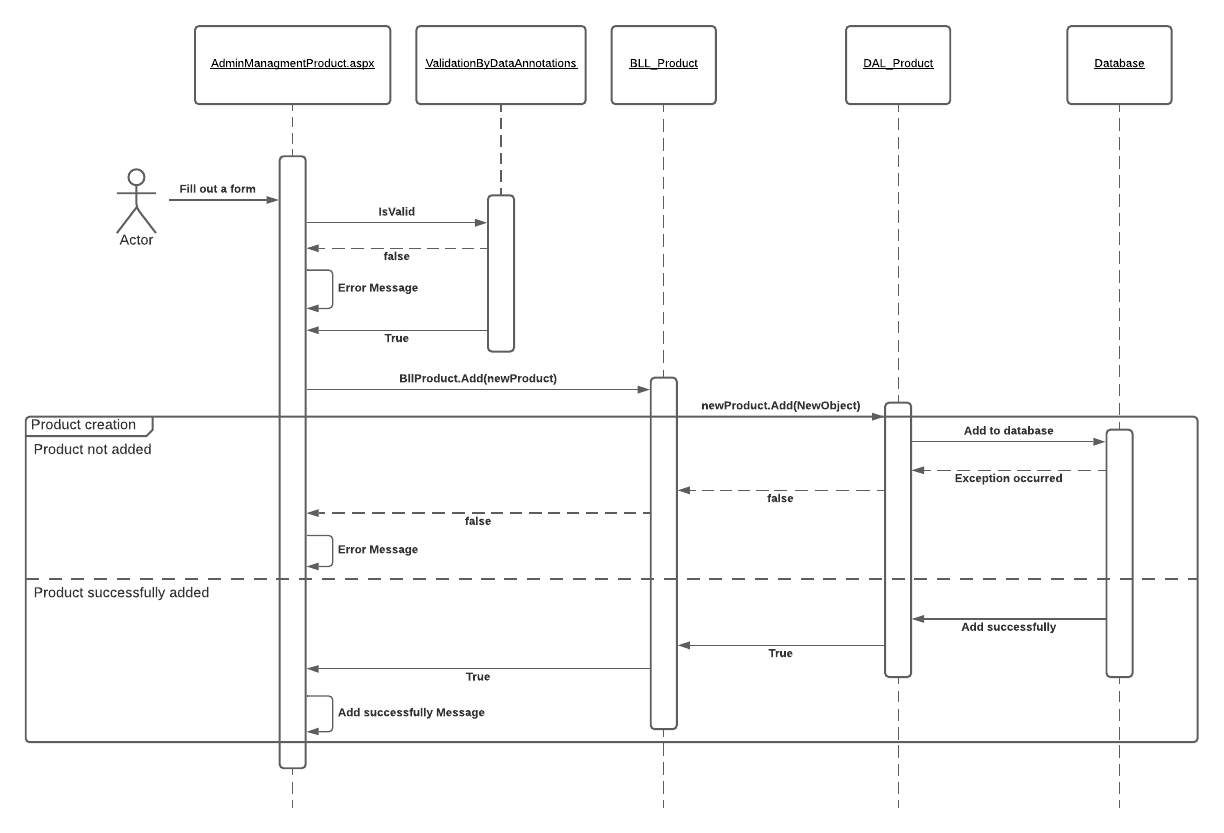 AdminManagmentProduct.aspx
ValidationByDataAnnotations
BLL_Product
DAL_Product
Database
Fill out a form
Actor
IsValid
false
Error Message
True
BllProduct.Add(newProduct)
newProduct.Add(NewObject)
Product creation
Product not added
Add to database
Exception occurred
false
false
Error Message
Product successfully added
Add successfully
True
True
Add successfully Message